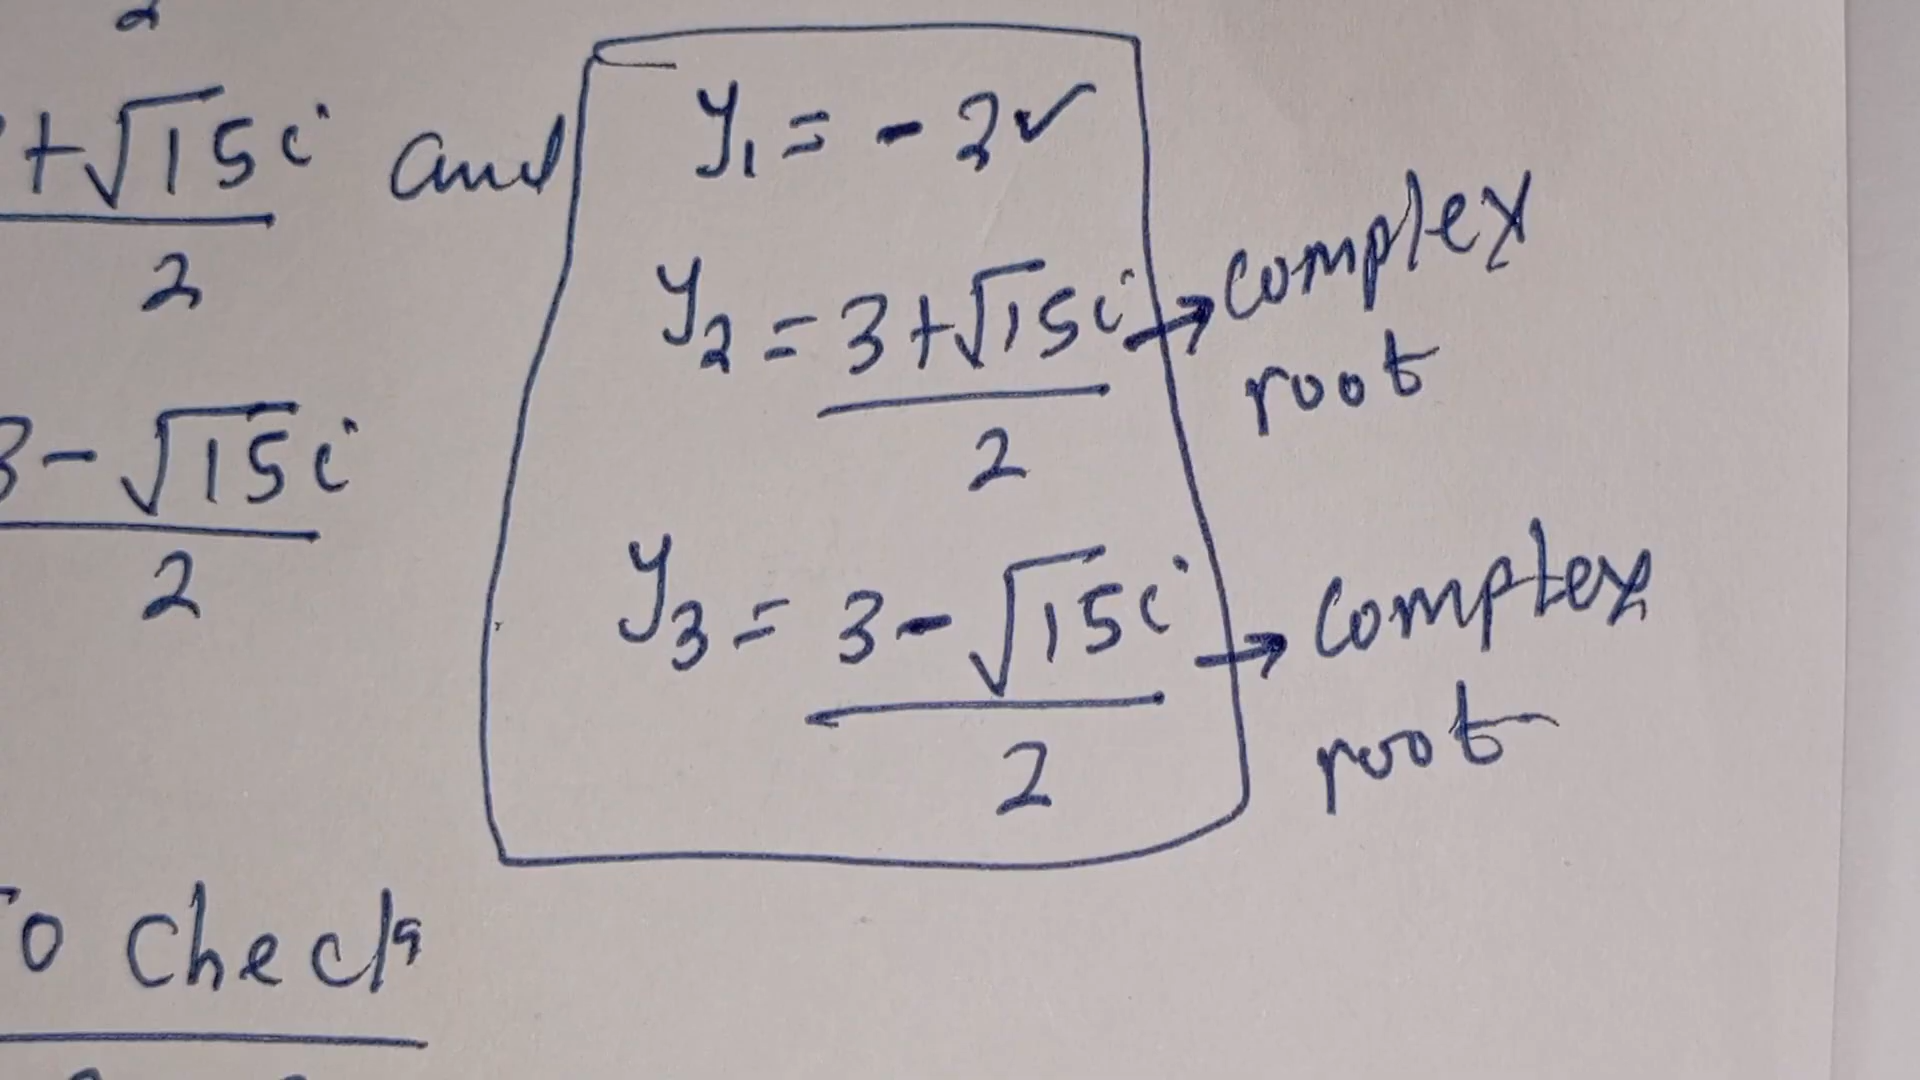 +√15i and
2
3-√15i
2
y₁ = -2 ✓
y₂ = 3+√15i → complex root
2
y₃ = 3-√15i → complex root
2
To check